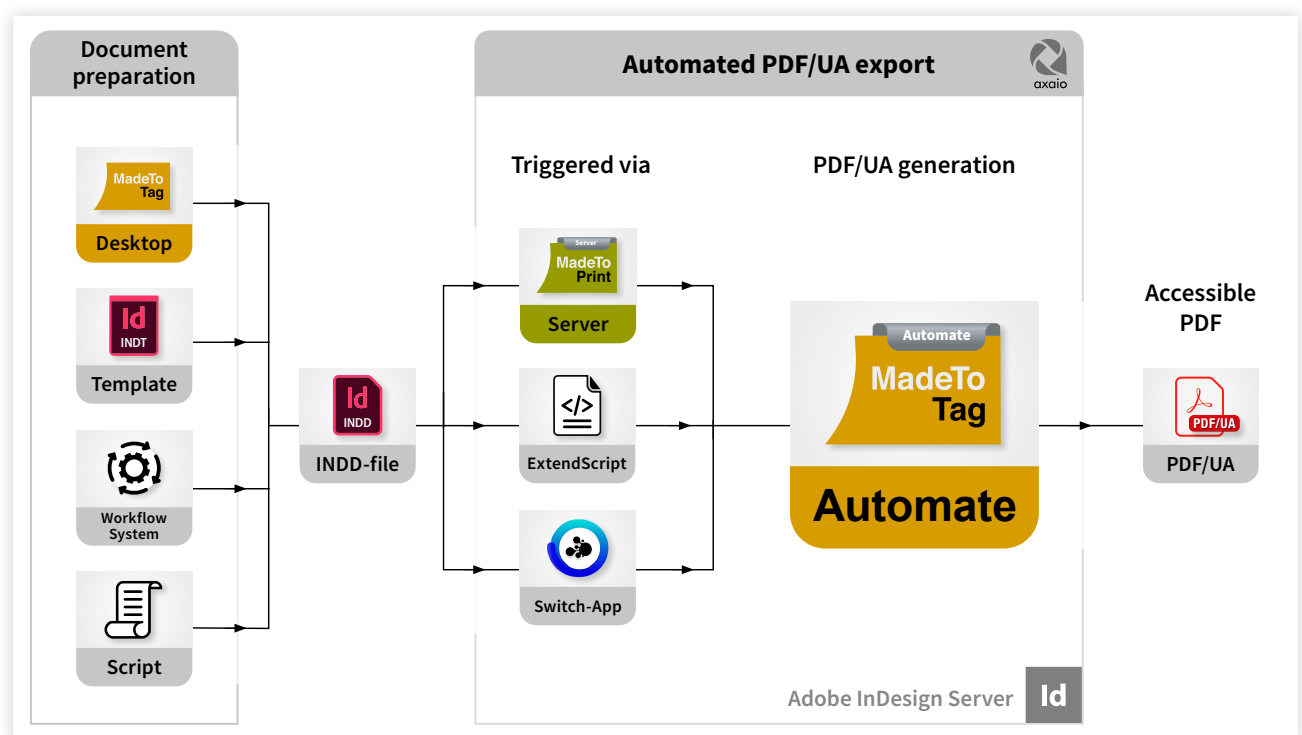 Document
preparation
MadeTo
Tag
Desktop
Id
INDT
Template
Workflow
System
Script
Id
INDD
INDD-file
Automated PDF/UA export
axaio
Triggered via
Server
MadeTo
Print
Server
</>
ExtendScript
Switch-App
PDF/UA generation
Automate
MadeTo
Tag
Automate
Adobe InDesign Server
Id
Accessible
PDF
PDF/UA
PDF/UA